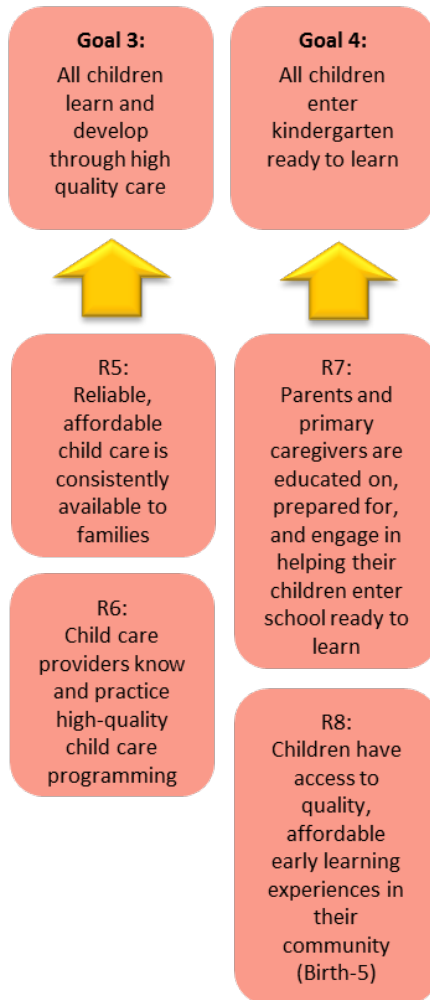 Goal 3:
All children
learn and
develop
through high
quality care
Goal 4:
All children
enter
kindergarten
ready to learn
R5:
Reliable,
affordable
child care is
consistently
available to
families
R6:
Child care
providers know
and practice
high-quality
child care
programming
R7:
Parents and
primary
caregivers are
educated on,
prepared for,
and engage in
helping their
children enter
school ready to
learn
R8:
Children have
access to
quality,
affordable
early learning
experiences in
their
community
(Birth-5)